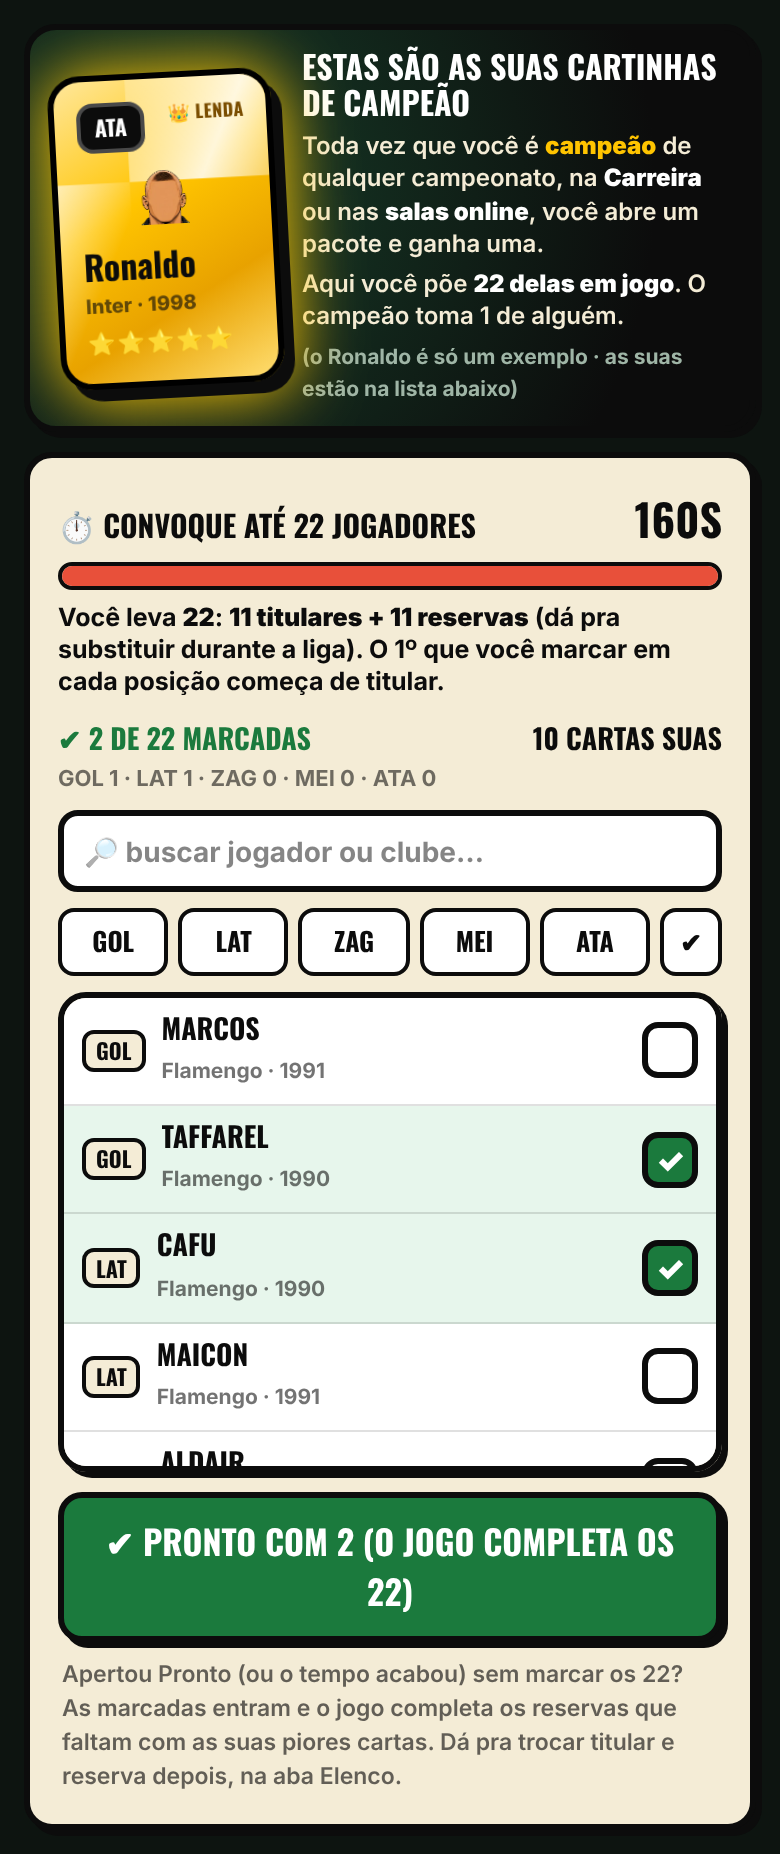 ATA
👑 LENDA
Ronaldo
Inter · 1998
⭐⭐⭐⭐⭐
ESTAS SÃO AS SUAS CARTINHAS
DE CAMPEÃO
Toda vez que você é campeão de
qualquer campeonato, na Carreira
ou nas salas online, você abre um
pacote e ganha uma.
Aqui você põe 22 delas em jogo. O
campeão toma 1 de alguém.
(o Ronaldo é só um exemplo · as suas
estão na lista abaixo)
⏱️ CONVOQUE ATÉ 22 JOGADORES 160S
Você leva 22: 11 titulares + 11 reservas (dá pra
substituir durante a liga). O 1º que você marcar em
cada posição começa de titular.
✔ 2 DE 22 MARCADAS 10 CARTAS SUAS
GOL 1 · LAT 1 · ZAG 0 · MEI 0 · ATA 0
🔎 buscar jogador ou clube...
GOL LAT ZAG MEI ATA ✔
GOL MARCOS
Flamengo · 1991
GOL TAFFAREL
Flamengo · 1990
LAT CAFU
Flamengo · 1990
LAT MAICON
Flamengo · 1991
ALDAIR
✔ PRONTO COM 2 (O JOGO COMPLETA OS
22)
Apertou Pronto (ou o tempo acabou) sem marcar os 22?
As marcadas entram e o jogo completa os reservas que
faltam com as suas piores cartas. Dá pra trocar titular e
reserva depois, na aba Elenco.